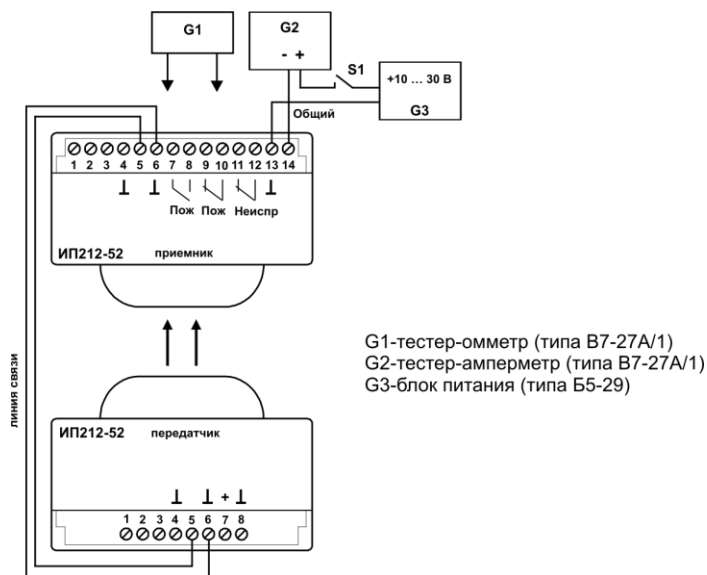 G1
G2
- +
S1
+10 ... 30 В
G3
Общий
1 2 3 4 5 6 7 8 9 10 11 12 13 14
⊥ ⊥ ⊥
Пож Пож Неиспр
ИП212-52 приемник
линия связи
G1-тестер-омметр (типа В7-27А/1)
G2-тестер-амперметр (типа В7-27А/1)
G3-блок питания (типа Б5-29)
ИП212-52 передатчик
⊥ ⊥ + ⊥
1 2 3 4 5 6 7 8